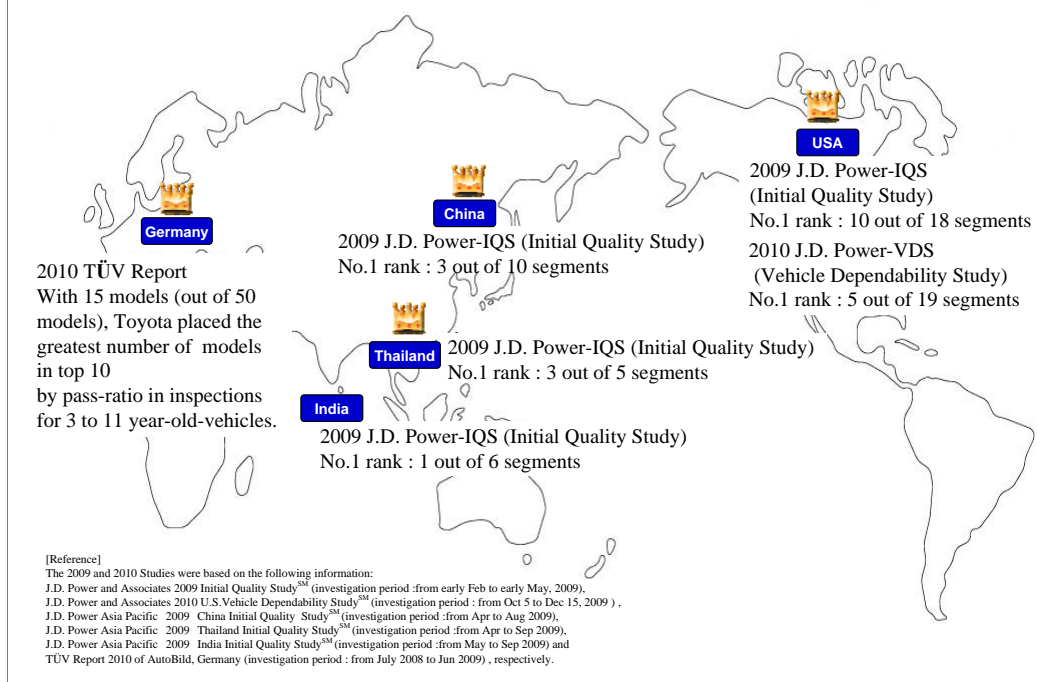 USA
2009 J.D. Power-IQS
(Initial Quality Study)
No.1 rank : 10 out of 18 segments
2010 J.D. Power-VDS
(Vehicle Dependability Study)
No.1 rank : 5 out of 19 segments
China
2009 J.D. Power-IQS (Initial Quality Study)
No.1 rank : 3 out of 10 segments
Germany
2010 TÜV Report
With 15 models (out of 50
models), Toyota placed the
greatest number of models
in top 10
by pass-ratio in inspections
for 3 to 11 year-old-vehicles.
Thailand
2009 J.D. Power-IQS (Initial Quality Study)
No.1 rank : 3 out of 5 segments
India
2009 J.D. Power-IQS (Initial Quality Study)
No.1 rank : 1 out of 6 segments
[Reference]
The 2009 and 2010 Studies were based on the following information:
J.D. Power and Associates 2009 Initial Quality Study℠ (investigation period :from early Feb to early May, 2009),
J.D. Power and Associates 2010 U.S.Vehicle Dependability Study℠ (investigation period : from Oct 5 to Dec 15, 2009 ) ,
J.D. Power Asia Pacific 2009 China Initial Quality Study℠ (investigation period :from Apr to Aug 2009),
J.D. Power Asia Pacific 2009 Thailand Initial Quality Study℠ (investigation period :from Apr to Sep 2009),
J.D. Power Asia Pacific 2009 India Initial Quality Study℠ (investigation period :from May to Sep 2009) and
TÜV Report 2010 of AutoBild, Germany (investigation period : from July 2008 to Jun 2009) , respectively.